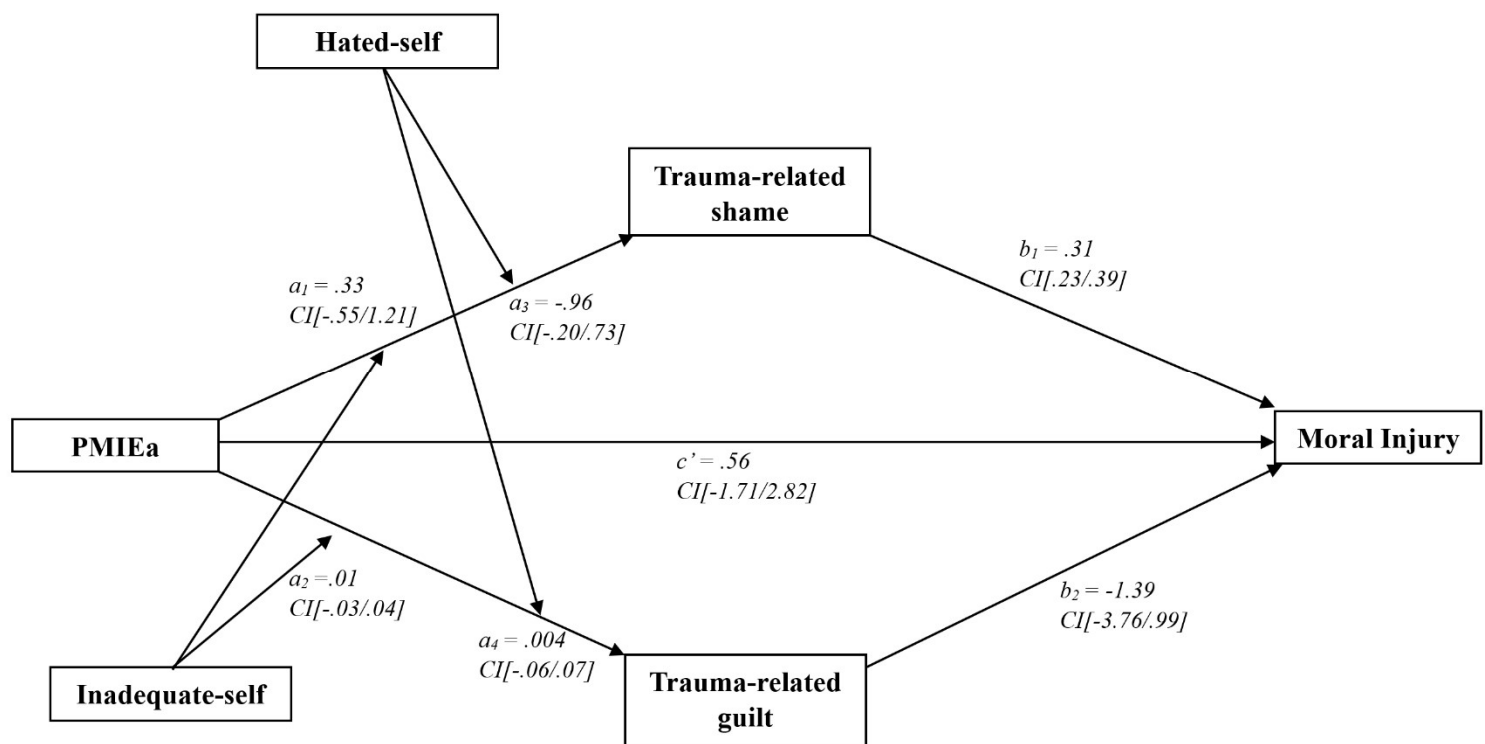 Hated-self
Trauma-related
shame
b₁ = .31
CI[.23/.39]
a₁ = .33
CI[-.55/1.21]
a₃ = -.96
CI[-.20/.73]
PMIEa
Moral Injury
c’ = .56
CI[-1.71/2.82]
a₂ =.01
CI[-.03/.04]
b₂ = -1.39
CI[-3.76/.99]
a₄ = .004
CI[-.06/.07]
Inadequate-self
Trauma-related
guilt